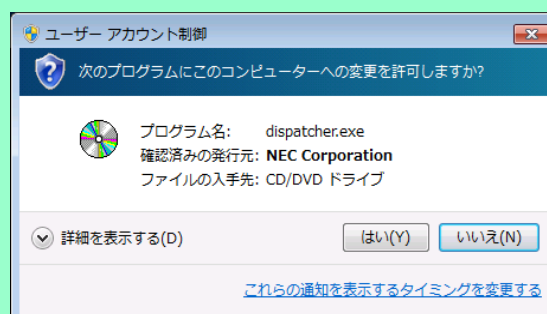 ユーザー アカウント制御
次のプログラムにこのコンピューターへの変更を許可しますか?
プログラム名: dispatcher.exe
確認済みの発行元: NEC Corporation
ファイルの入手先: CD/DVD ドライブ
詳細を表示する(D)
はい(Y) いいえ(N)
これらの通知を表示するタイミングを変更する